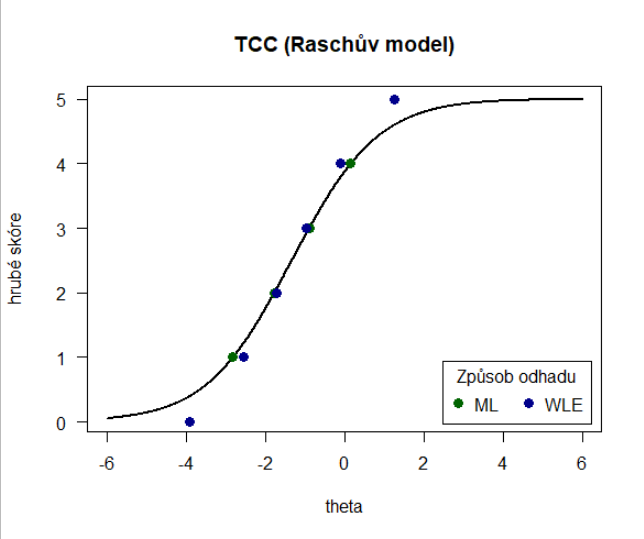 TCC (Raschův model)
hrubé skóre
5
4
3
2
1
0
Způsob odhadu
ML WLE
-6 -4 -2 0 2 4 6
theta